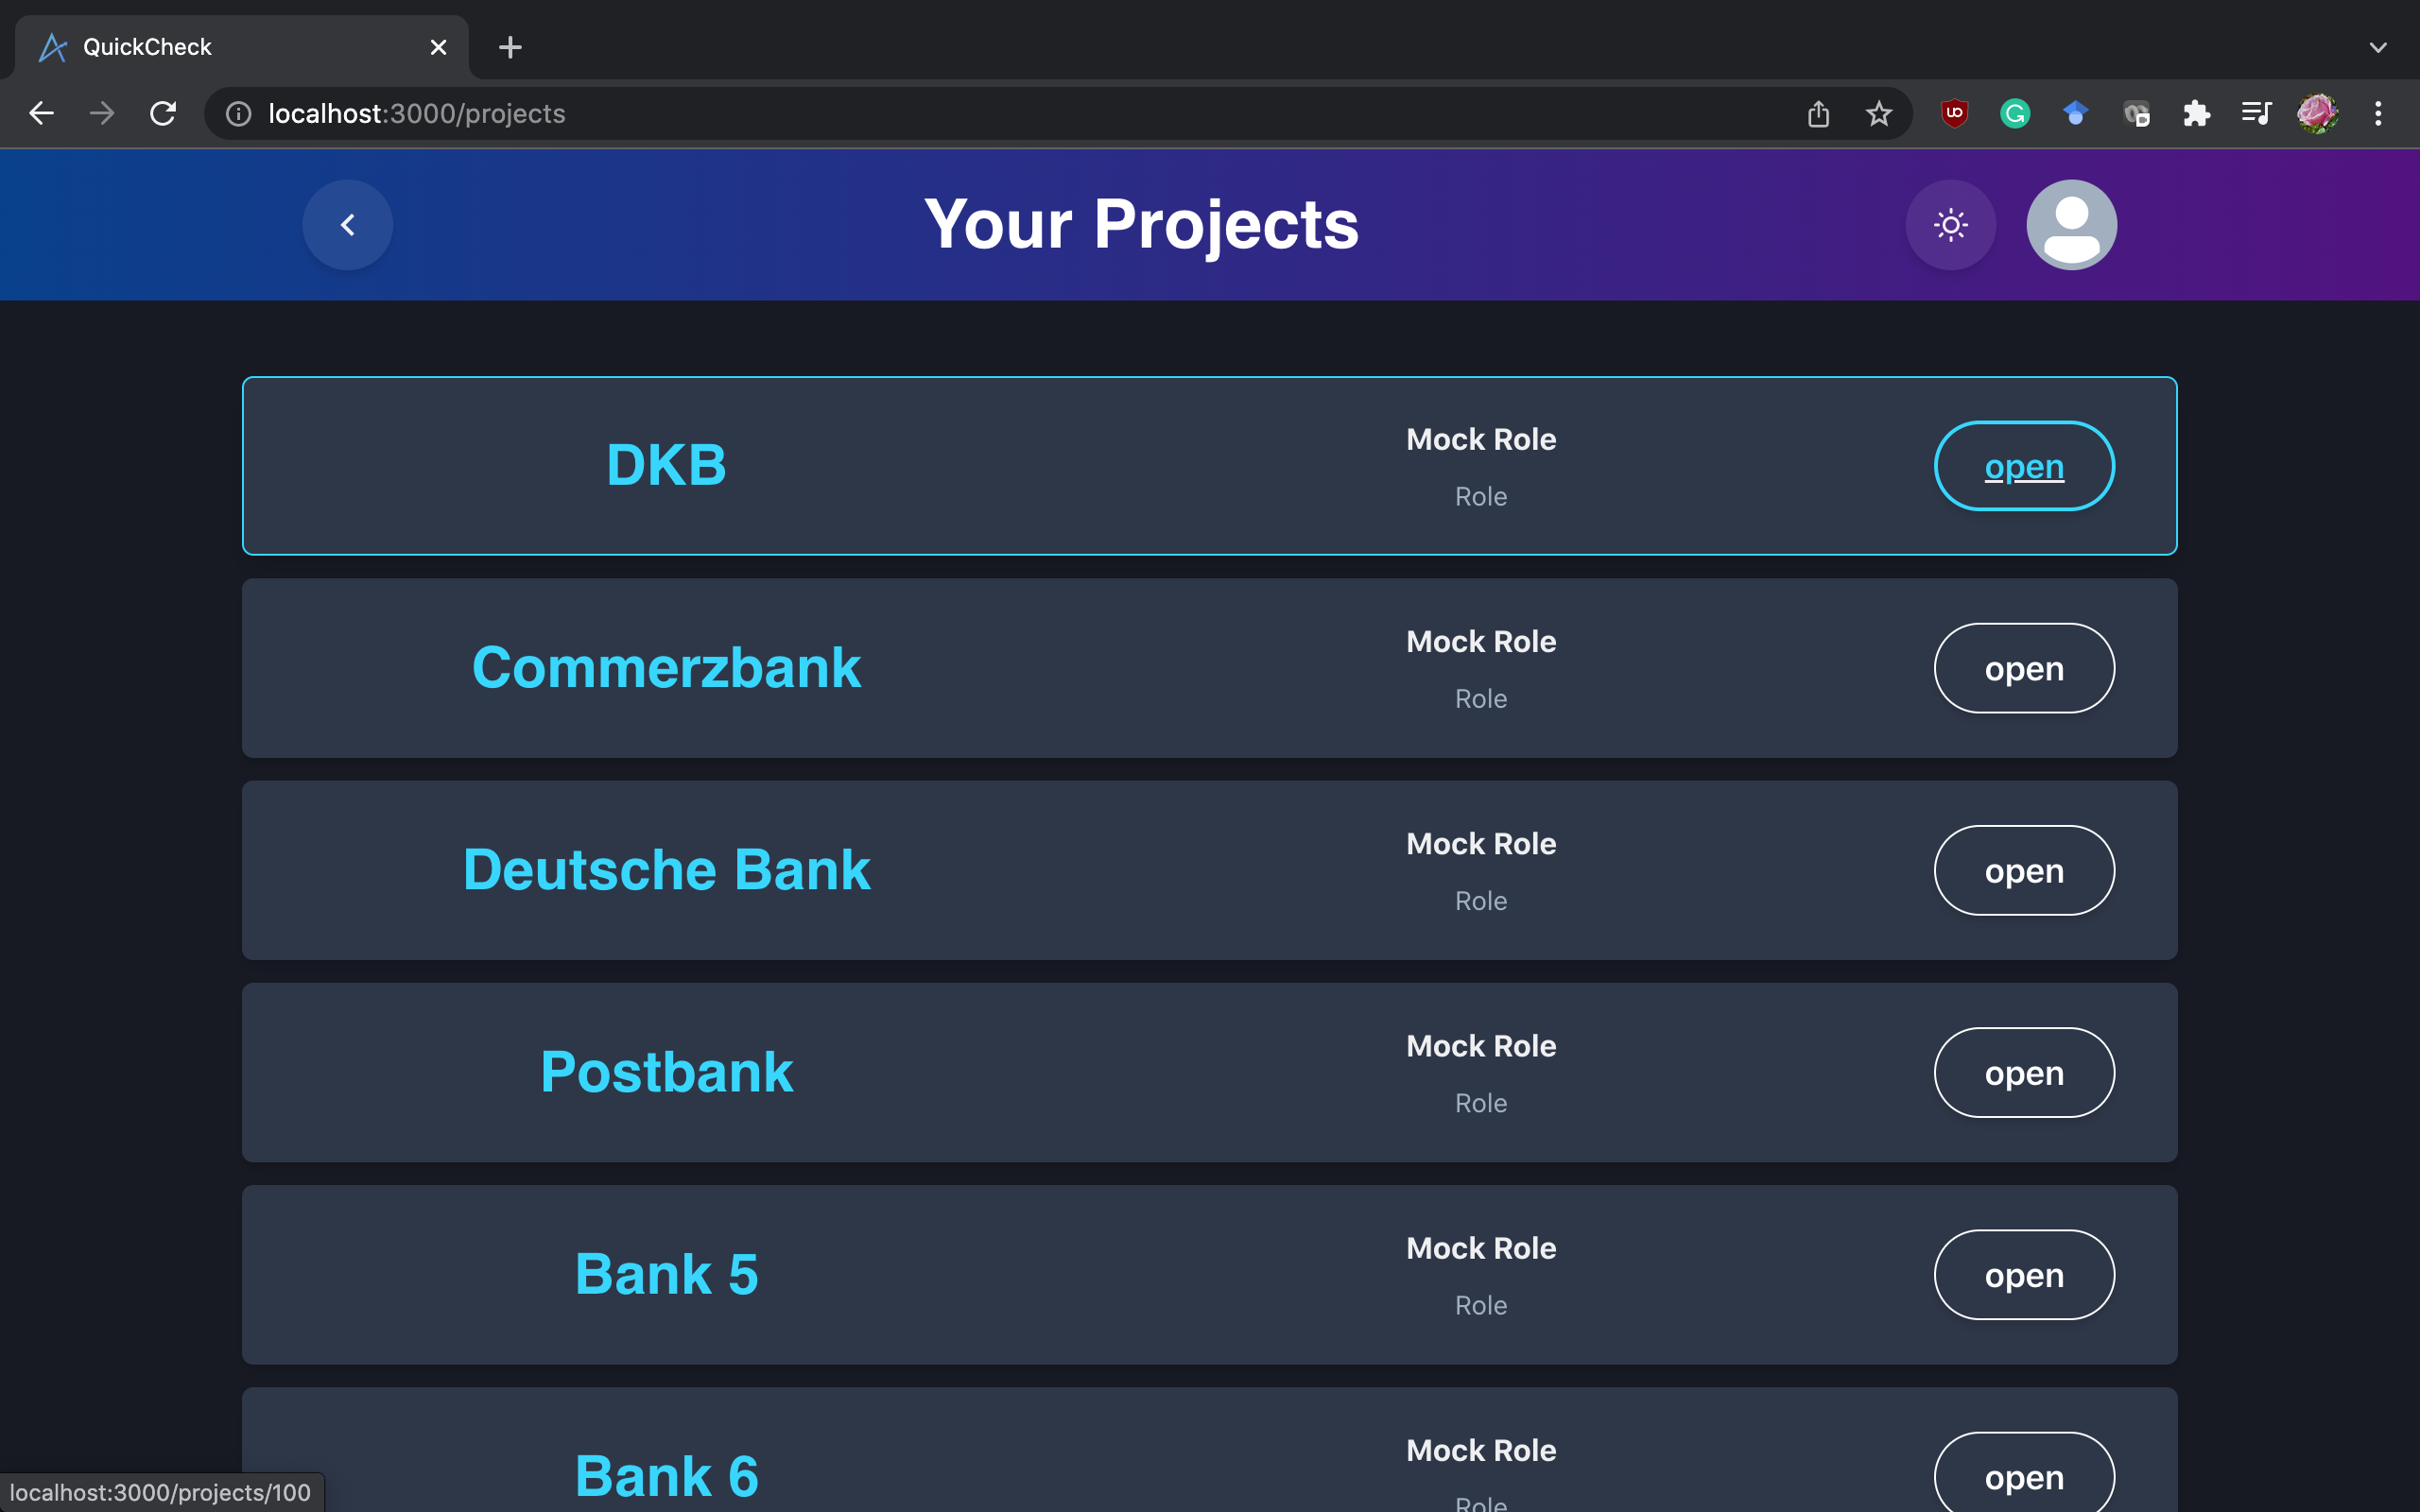 QuickCheck
localhost:3000/projects
Your Projects
DKB
Mock Role
Role
open
Commerzbank
Mock Role
Role
open
Deutsche Bank
Mock Role
Role
open
Postbank
Mock Role
Role
open
Bank 5
Mock Role
Role
open
Bank 6
Mock Role
Role
open
localhost:3000/projects/100